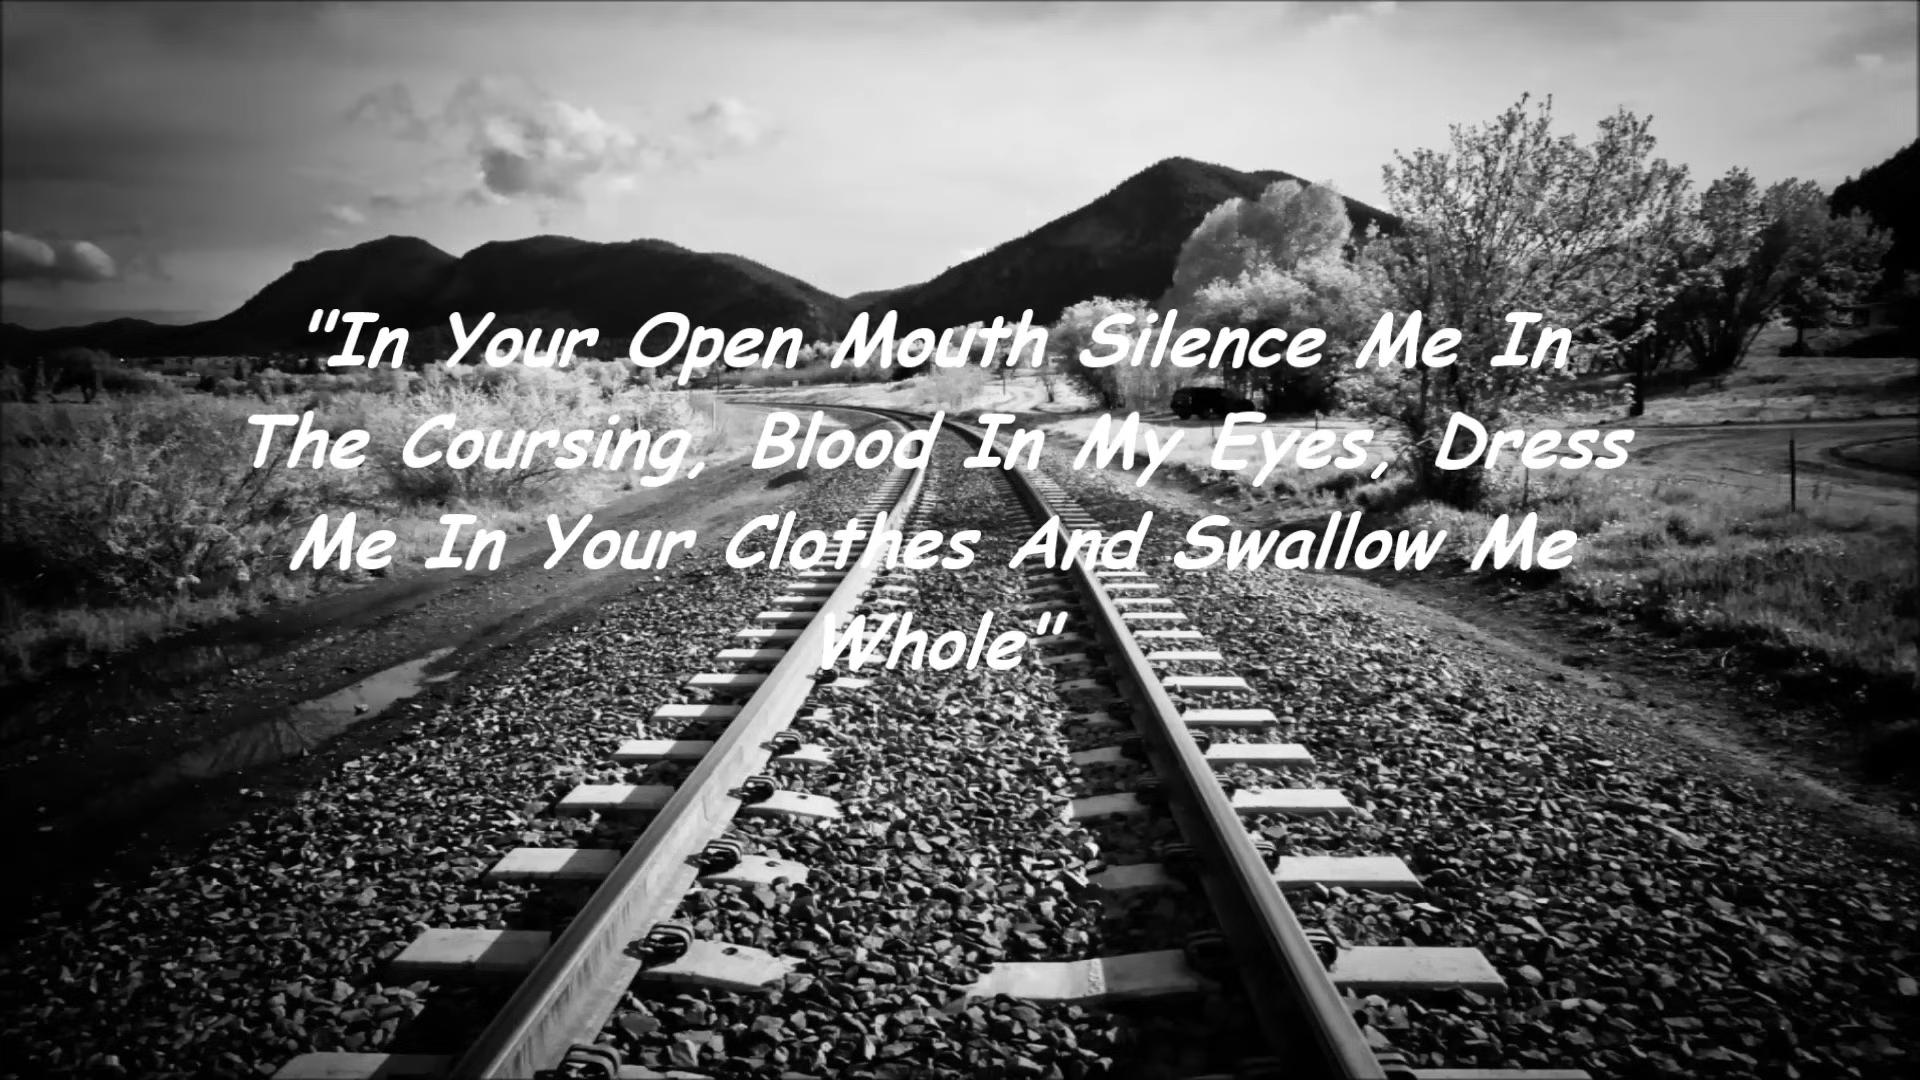 "In Your Open Mouth Silence Me In
The Coursing, Blood In My Eyes, Dress
Me In Your Clothes And Swallow Me
Whole"